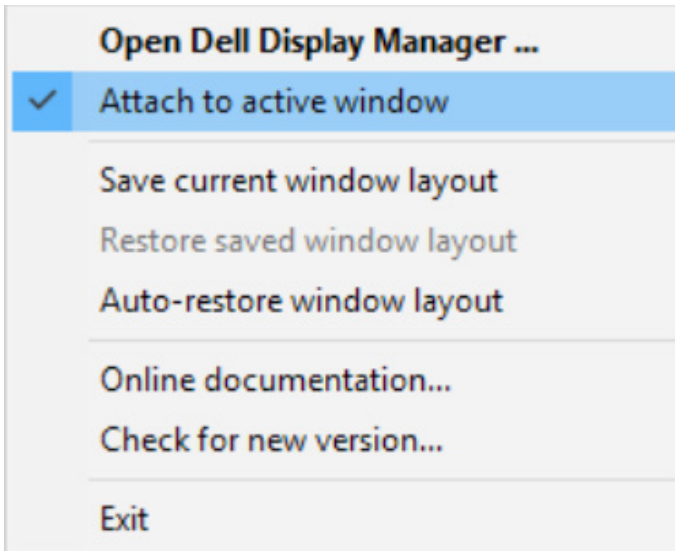 Open Dell Display Manager ...
Attach to active window
Save current window layout
Restore saved window layout
Auto-restore window layout
Online documentation...
Check for new version...
Exit